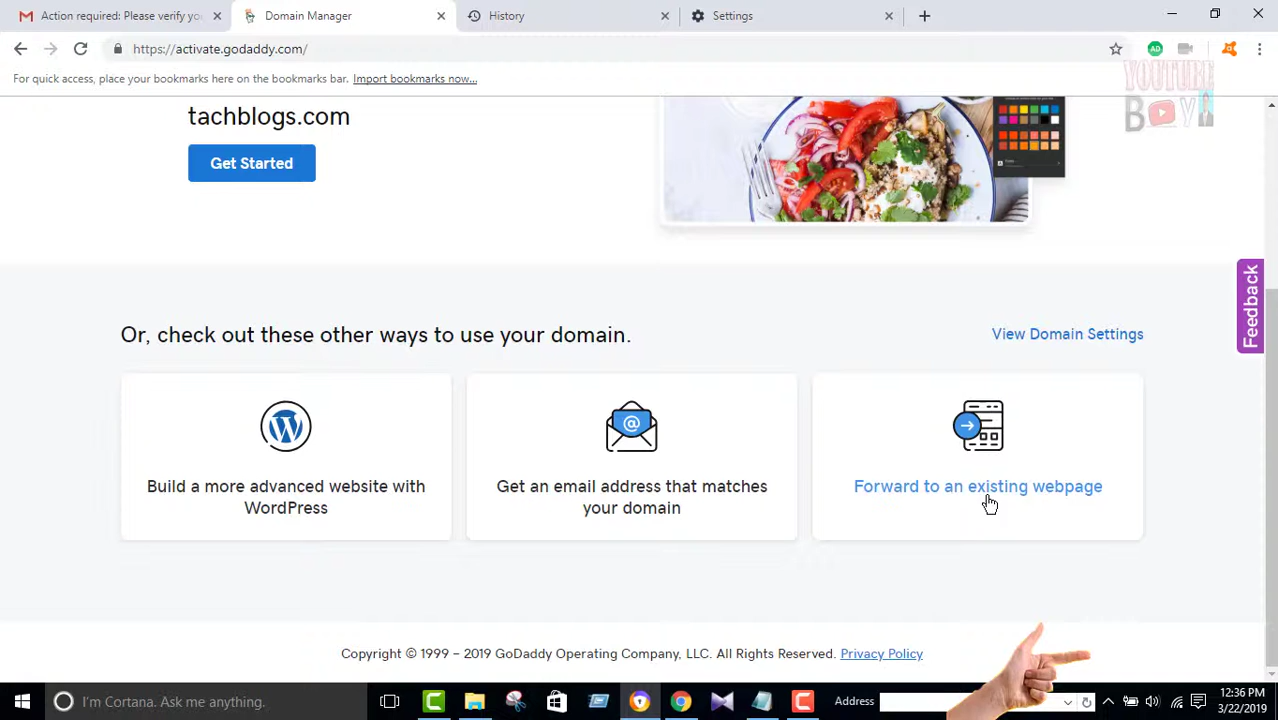 Action required: Please verify yo
Domain Manager
History
Settings
https://activate.godaddy.com/
AD
For quick access, place your bookmarks here on the bookmarks bar. Import bookmarks now...
YOUTUBE
BOY
tachblogs.com
Get Started
Feedback
Or, check out these other ways to use your domain.
View Domain Settings
Build a more advanced website with
WordPress
Get an email address that matches
your domain
Forward to an existing webpage
Copyright © 1999 – 2019 GoDaddy Operating Company, LLC. All Rights Reserved. Privacy Policy
I'm Cortana. Ask me anything.
Address
12:36 PM
3/22/2019